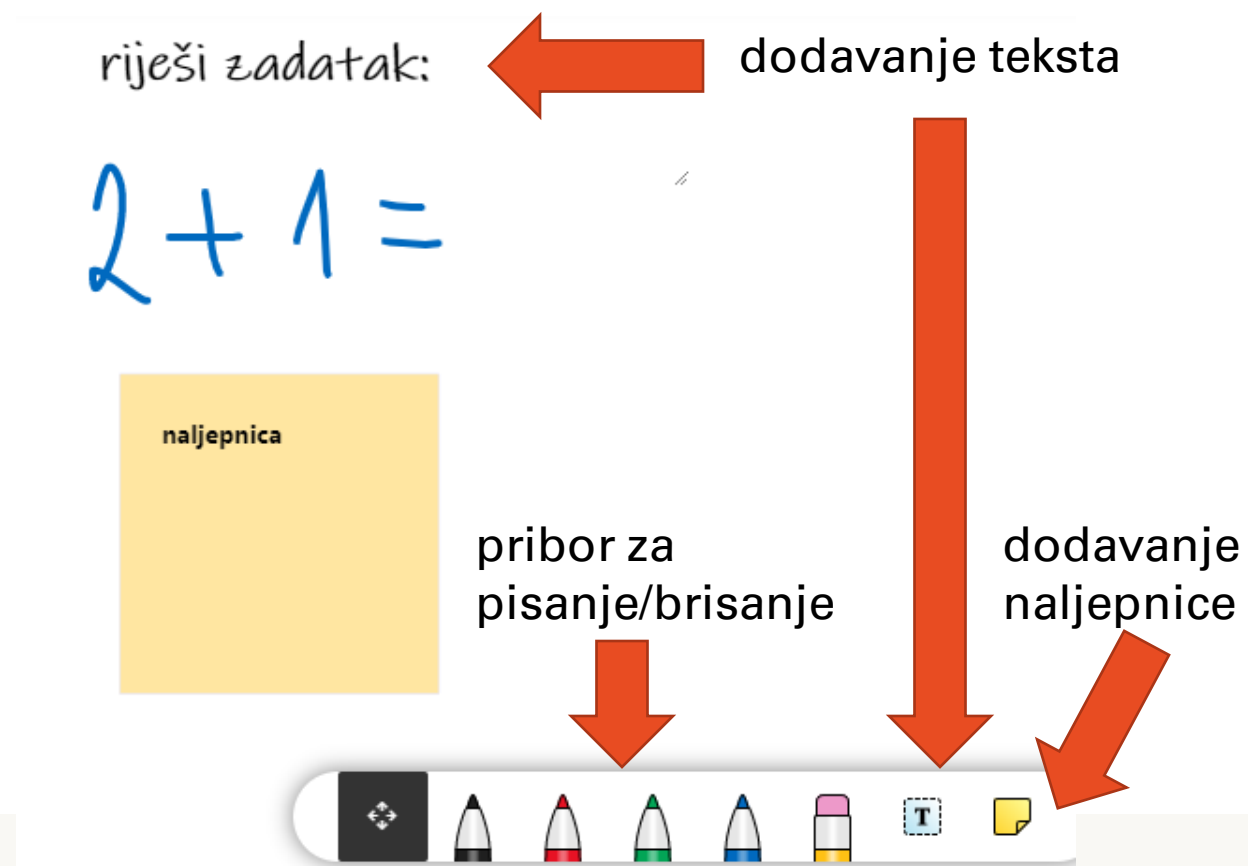 riješi zadatak:
dodavanje teksta
2 + 1 =
naljepnica
pribor za
pisanje/brisanje
dodavanje
naljepnice
T